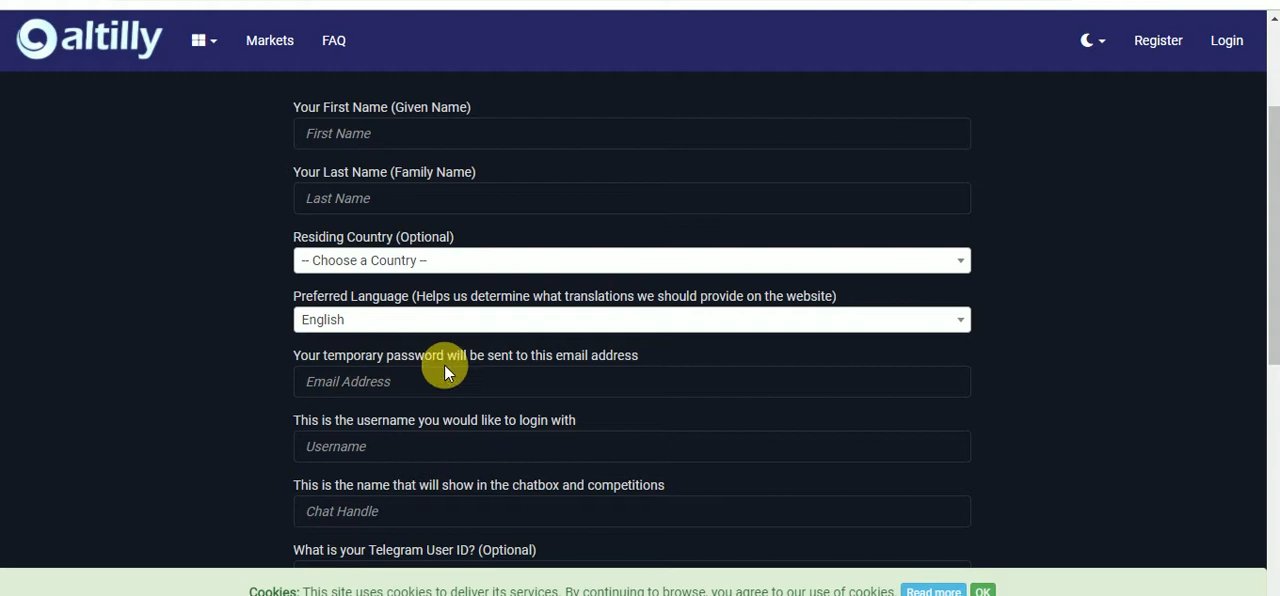 altilly Markets FAQ Register Login
Your First Name (Given Name)
First Name
Your Last Name (Family Name)
Last Name
Residing Country (Optional)
-- Choose a Country --
Preferred Language (Helps us determine what translations we should provide on the website)
English
Your temporary password will be sent to this email address
Email Address
This is the username you would like to login with
Username
This is the name that will show in the chatbox and competitions
Chat Handle
What is your Telegram User ID? (Optional)
Cookies: This site uses cookies to deliver its services. By continuing to browse, you agree to our use of cookies. Read more OK